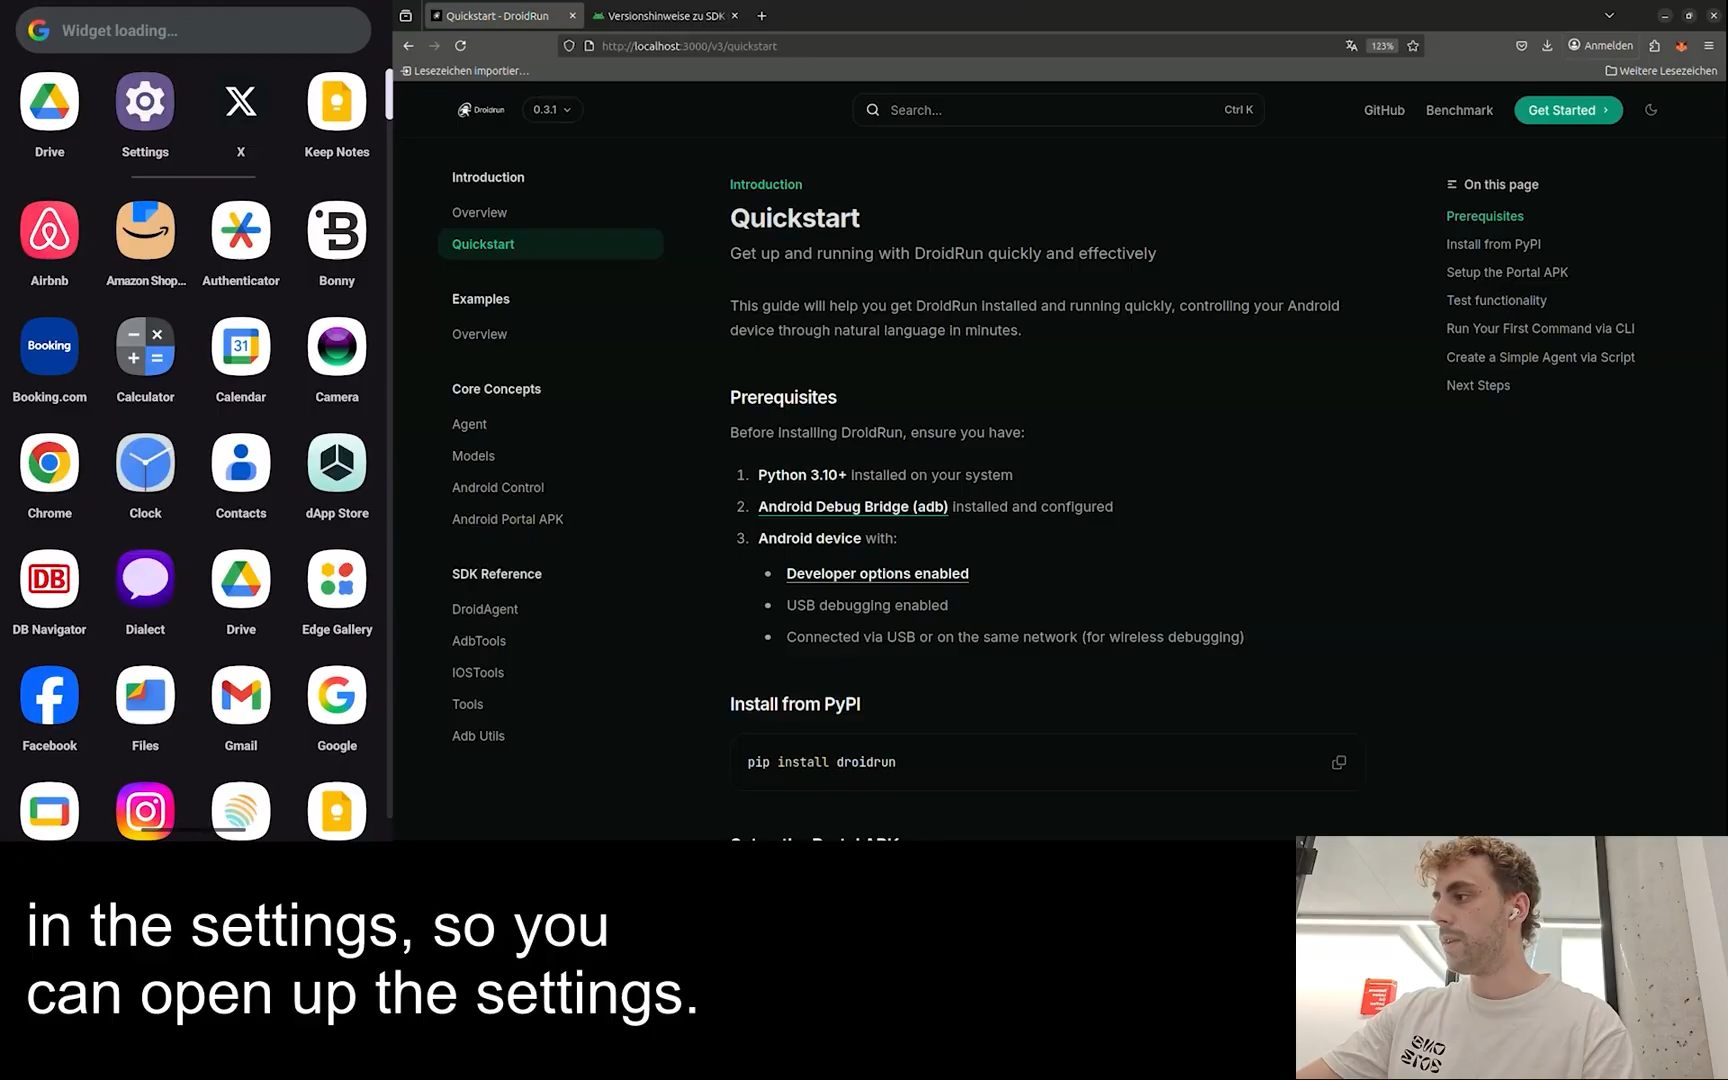 Widget loading...
Drive
Settings
X
Keep Notes
Airbnb
Amazon Shop...
Authenticator
Bonny
Booking
Booking.com
Calculator
31
Calendar
Camera
Chrome
Clock
Contacts
dApp Store
DB
DB Navigator
Dialect
Drive
Edge Gallery
Facebook
Files
Gmail
Google
Quickstart - DroidRun
Versionshinweise zu SDK
http://localhost:3000/v3/quickstart
123%
Anmelden
Lesezeichen importier...
Weitere Lesezeichen
Droidrun
0.3.1
Search...
Ctrl K
GitHub
Benchmark
Get Started
Introduction
Overview
Quickstart
Examples
Overview
Core Concepts
Agent
Models
Android Control
Android Portal APK
SDK Reference
DroidAgent
AdbTools
IOSTools
Tools
Adb Utils
Introduction
Quickstart
Get up and running with DroidRun quickly and effectively
This guide will help you get DroidRun installed and running quickly, controlling your Android
device through natural language in minutes.
Prerequisites
Before installing DroidRun, ensure you have:
1. Python 3.10+ installed on your system
2. Android Debug Bridge (adb) installed and configured
3. Android device with:
Developer options enabled
USB debugging enabled
Connected via USB or on the same network (for wireless debugging)
Install from PyPI
pip install droidrun
On this page
Prerequisites
Install from PyPI
Setup the Portal APK
Test functionality
Run Your First Command via CLI
Create a Simple Agent via Script
Next Steps
in the settings, so you
can open up the settings.